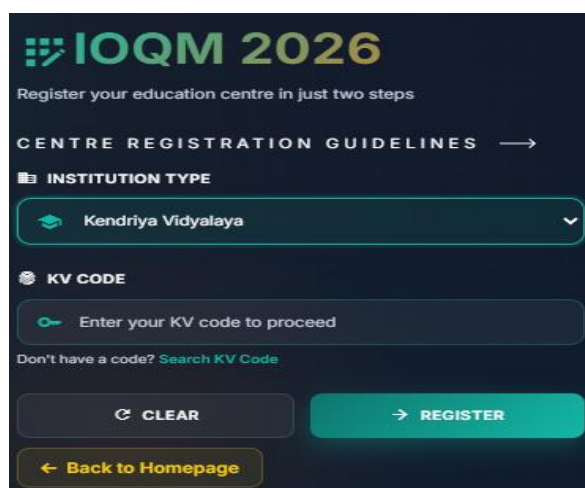 IOQM 2026
Register your education centre in just two steps
CENTRE REGISTRATION GUIDELINES →
INSTITUTION TYPE
Kendriya Vidyalaya
KV CODE
Enter your KV code to proceed
Don't have a code? Search KV Code
CLEAR → REGISTER
← Back to Homepage